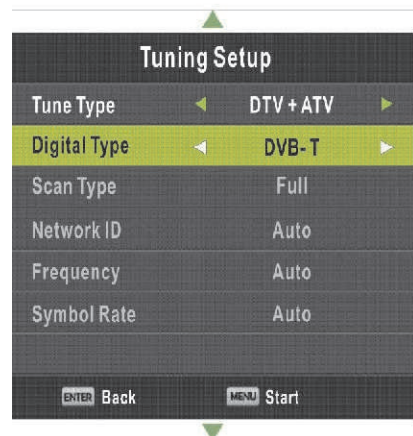 Tuning Setup
Tune Type DTV + ATV
Digital Type DVB- T
Scan Type Full
Network ID Auto
Frequency Auto
Symbol Rate Auto
ENTER Back MENU Start